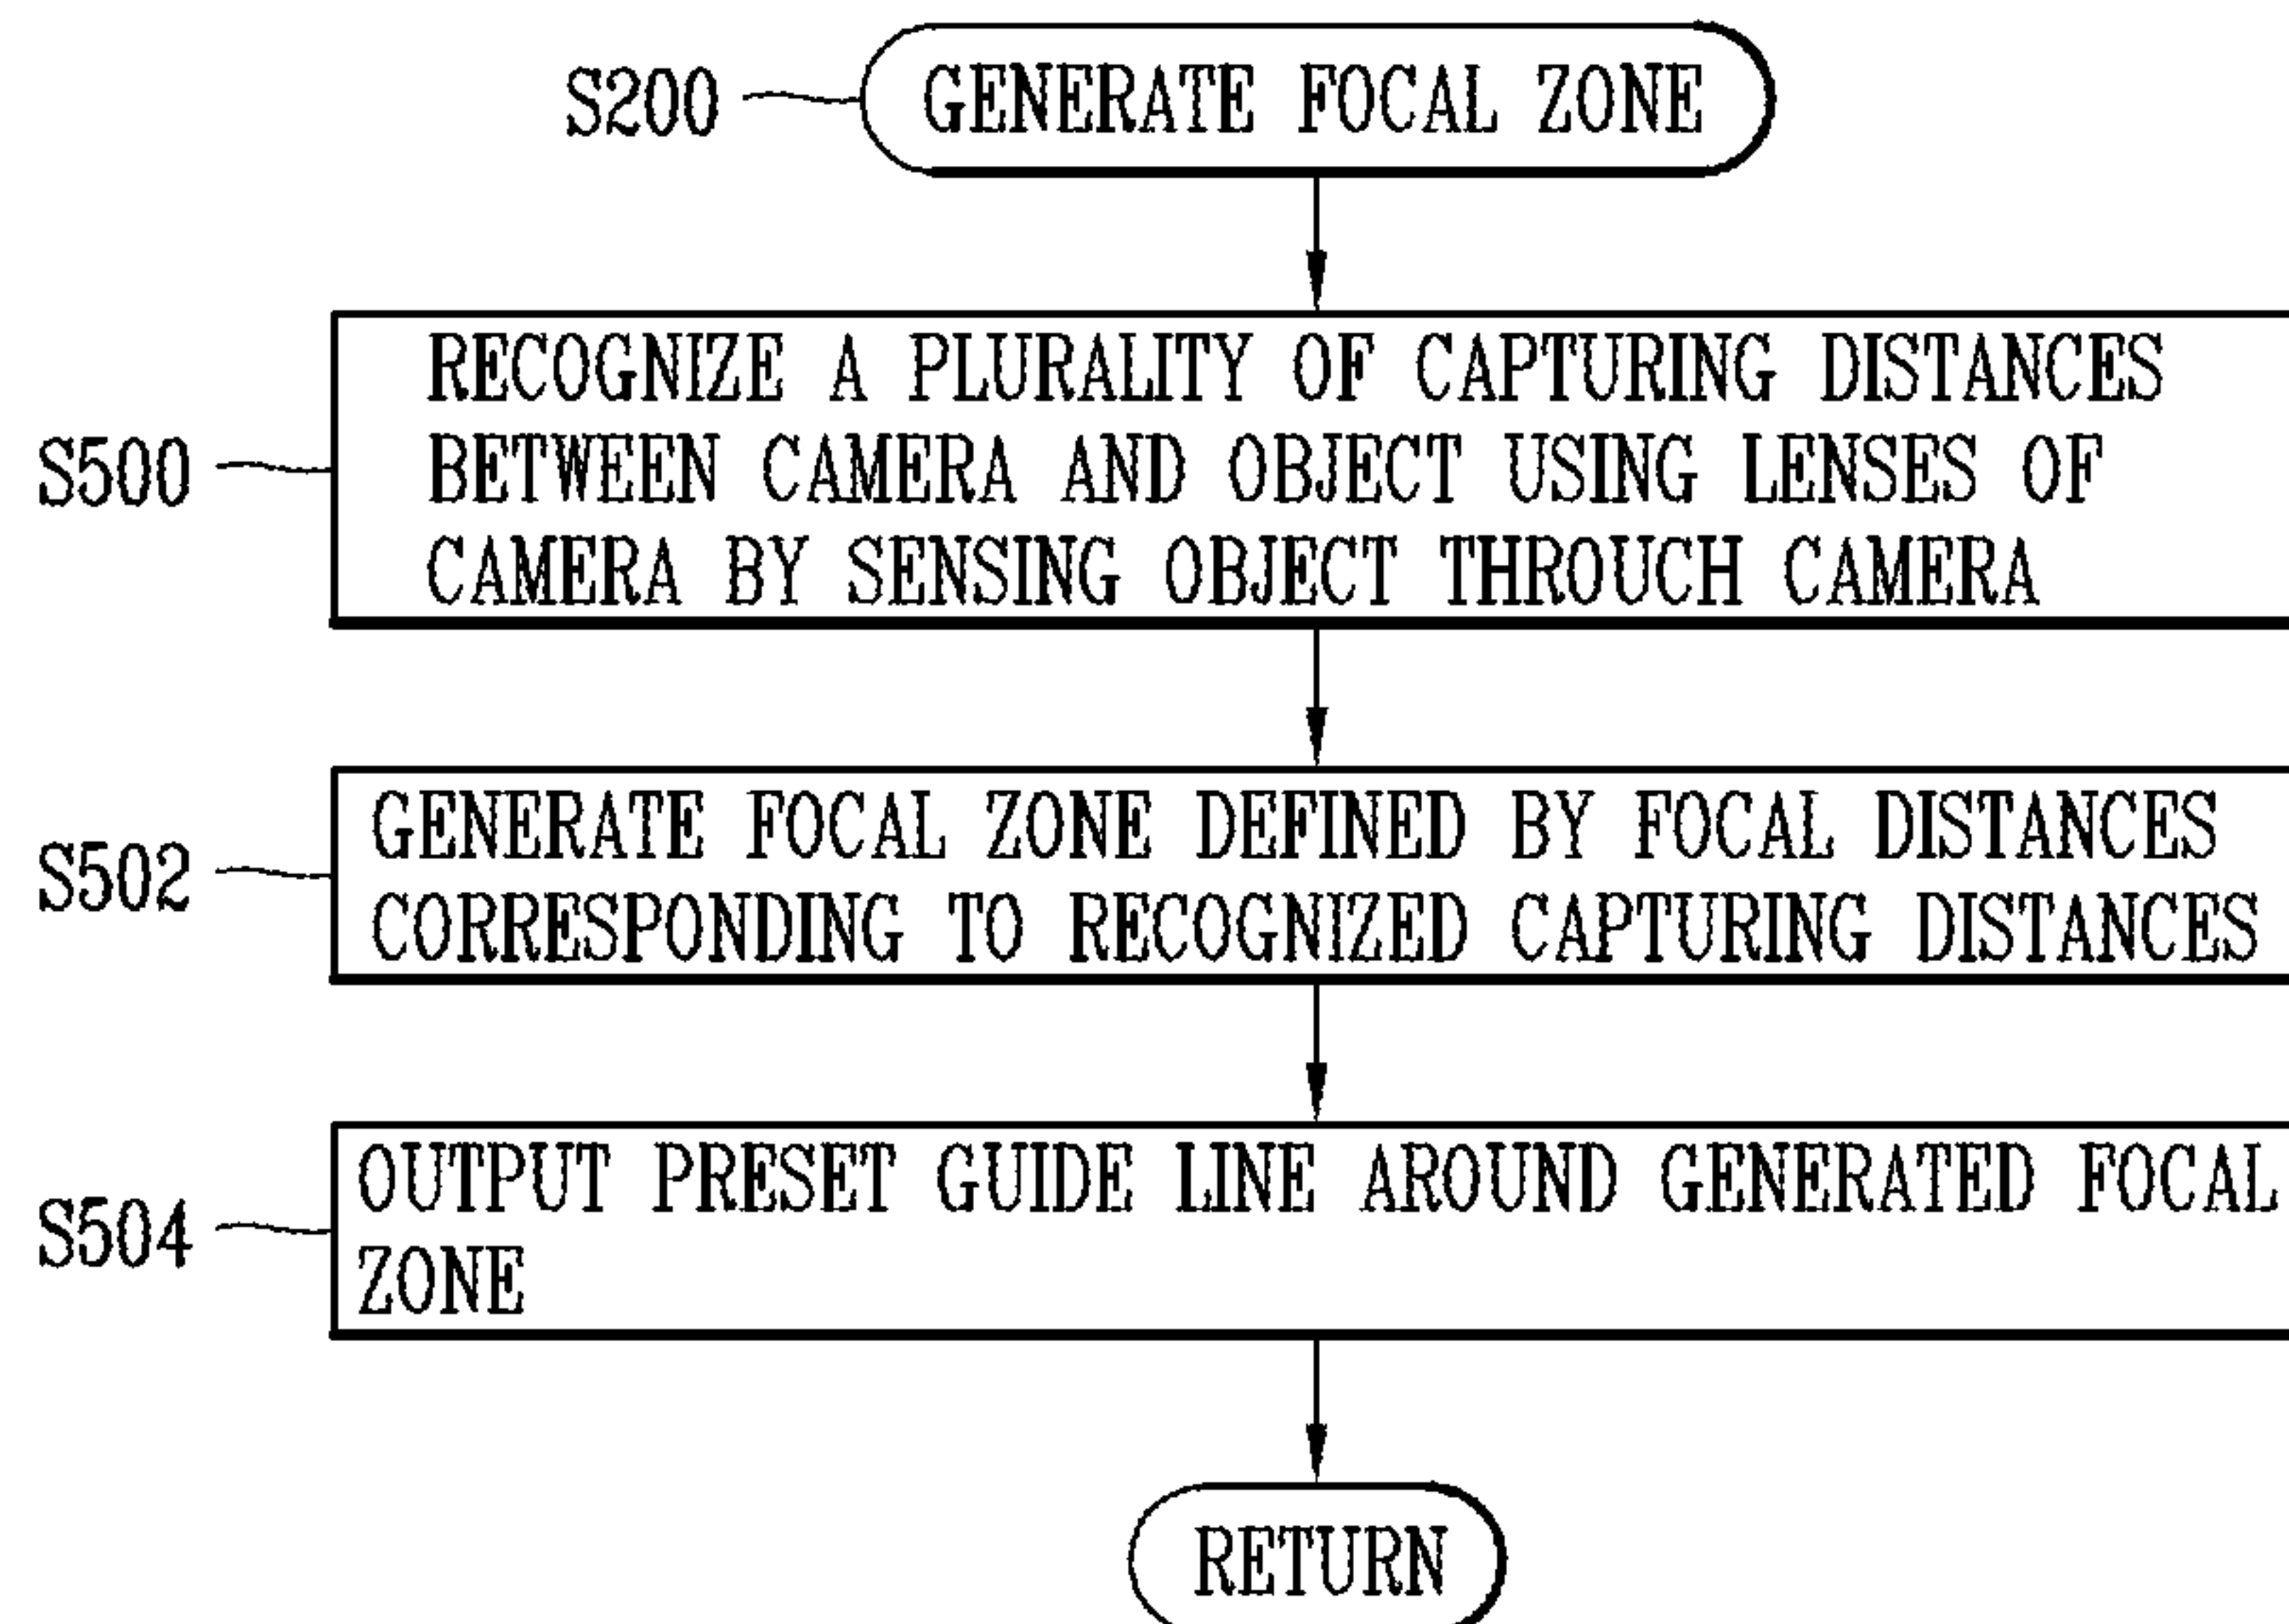 S200
GENERATE FOCAL ZONE
S500
RECOGNIZE A PLURALITY OF CAPTURING DISTANCES
BETWEEN CAMERA AND OBJECT USING LENSES OF
CAMERA BY SENSING OBJECT THROUCH CAMERA
S502
GENERATE FOCAL ZONE DEFINED BY FOCAL DISTANCES
CORRESPONDING TO RECOGNIZED CAPTURING DISTANCES
S504
OUTPUT PRESET GUIDE LINE AROUND GENERATED FOCAL
ZONE
RETURN